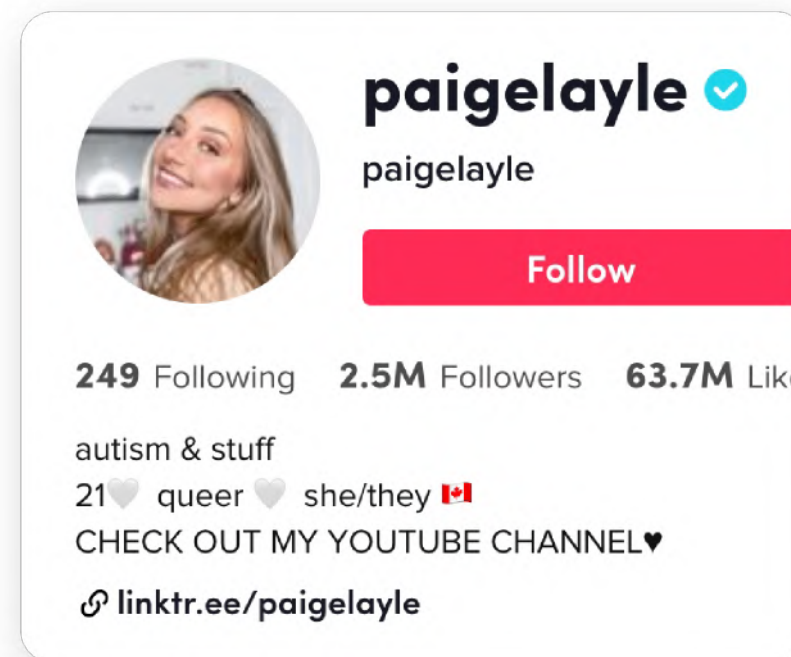 paigelayle
paigelayle
Follow
249 Following 2.5M Followers 63.7M Lik
autism & stuff
21🤍 queer 🤍 she/they 🇨🇦
CHECK OUT MY YOUTUBE CHANNEL♥
linktr.ee/paigelayle